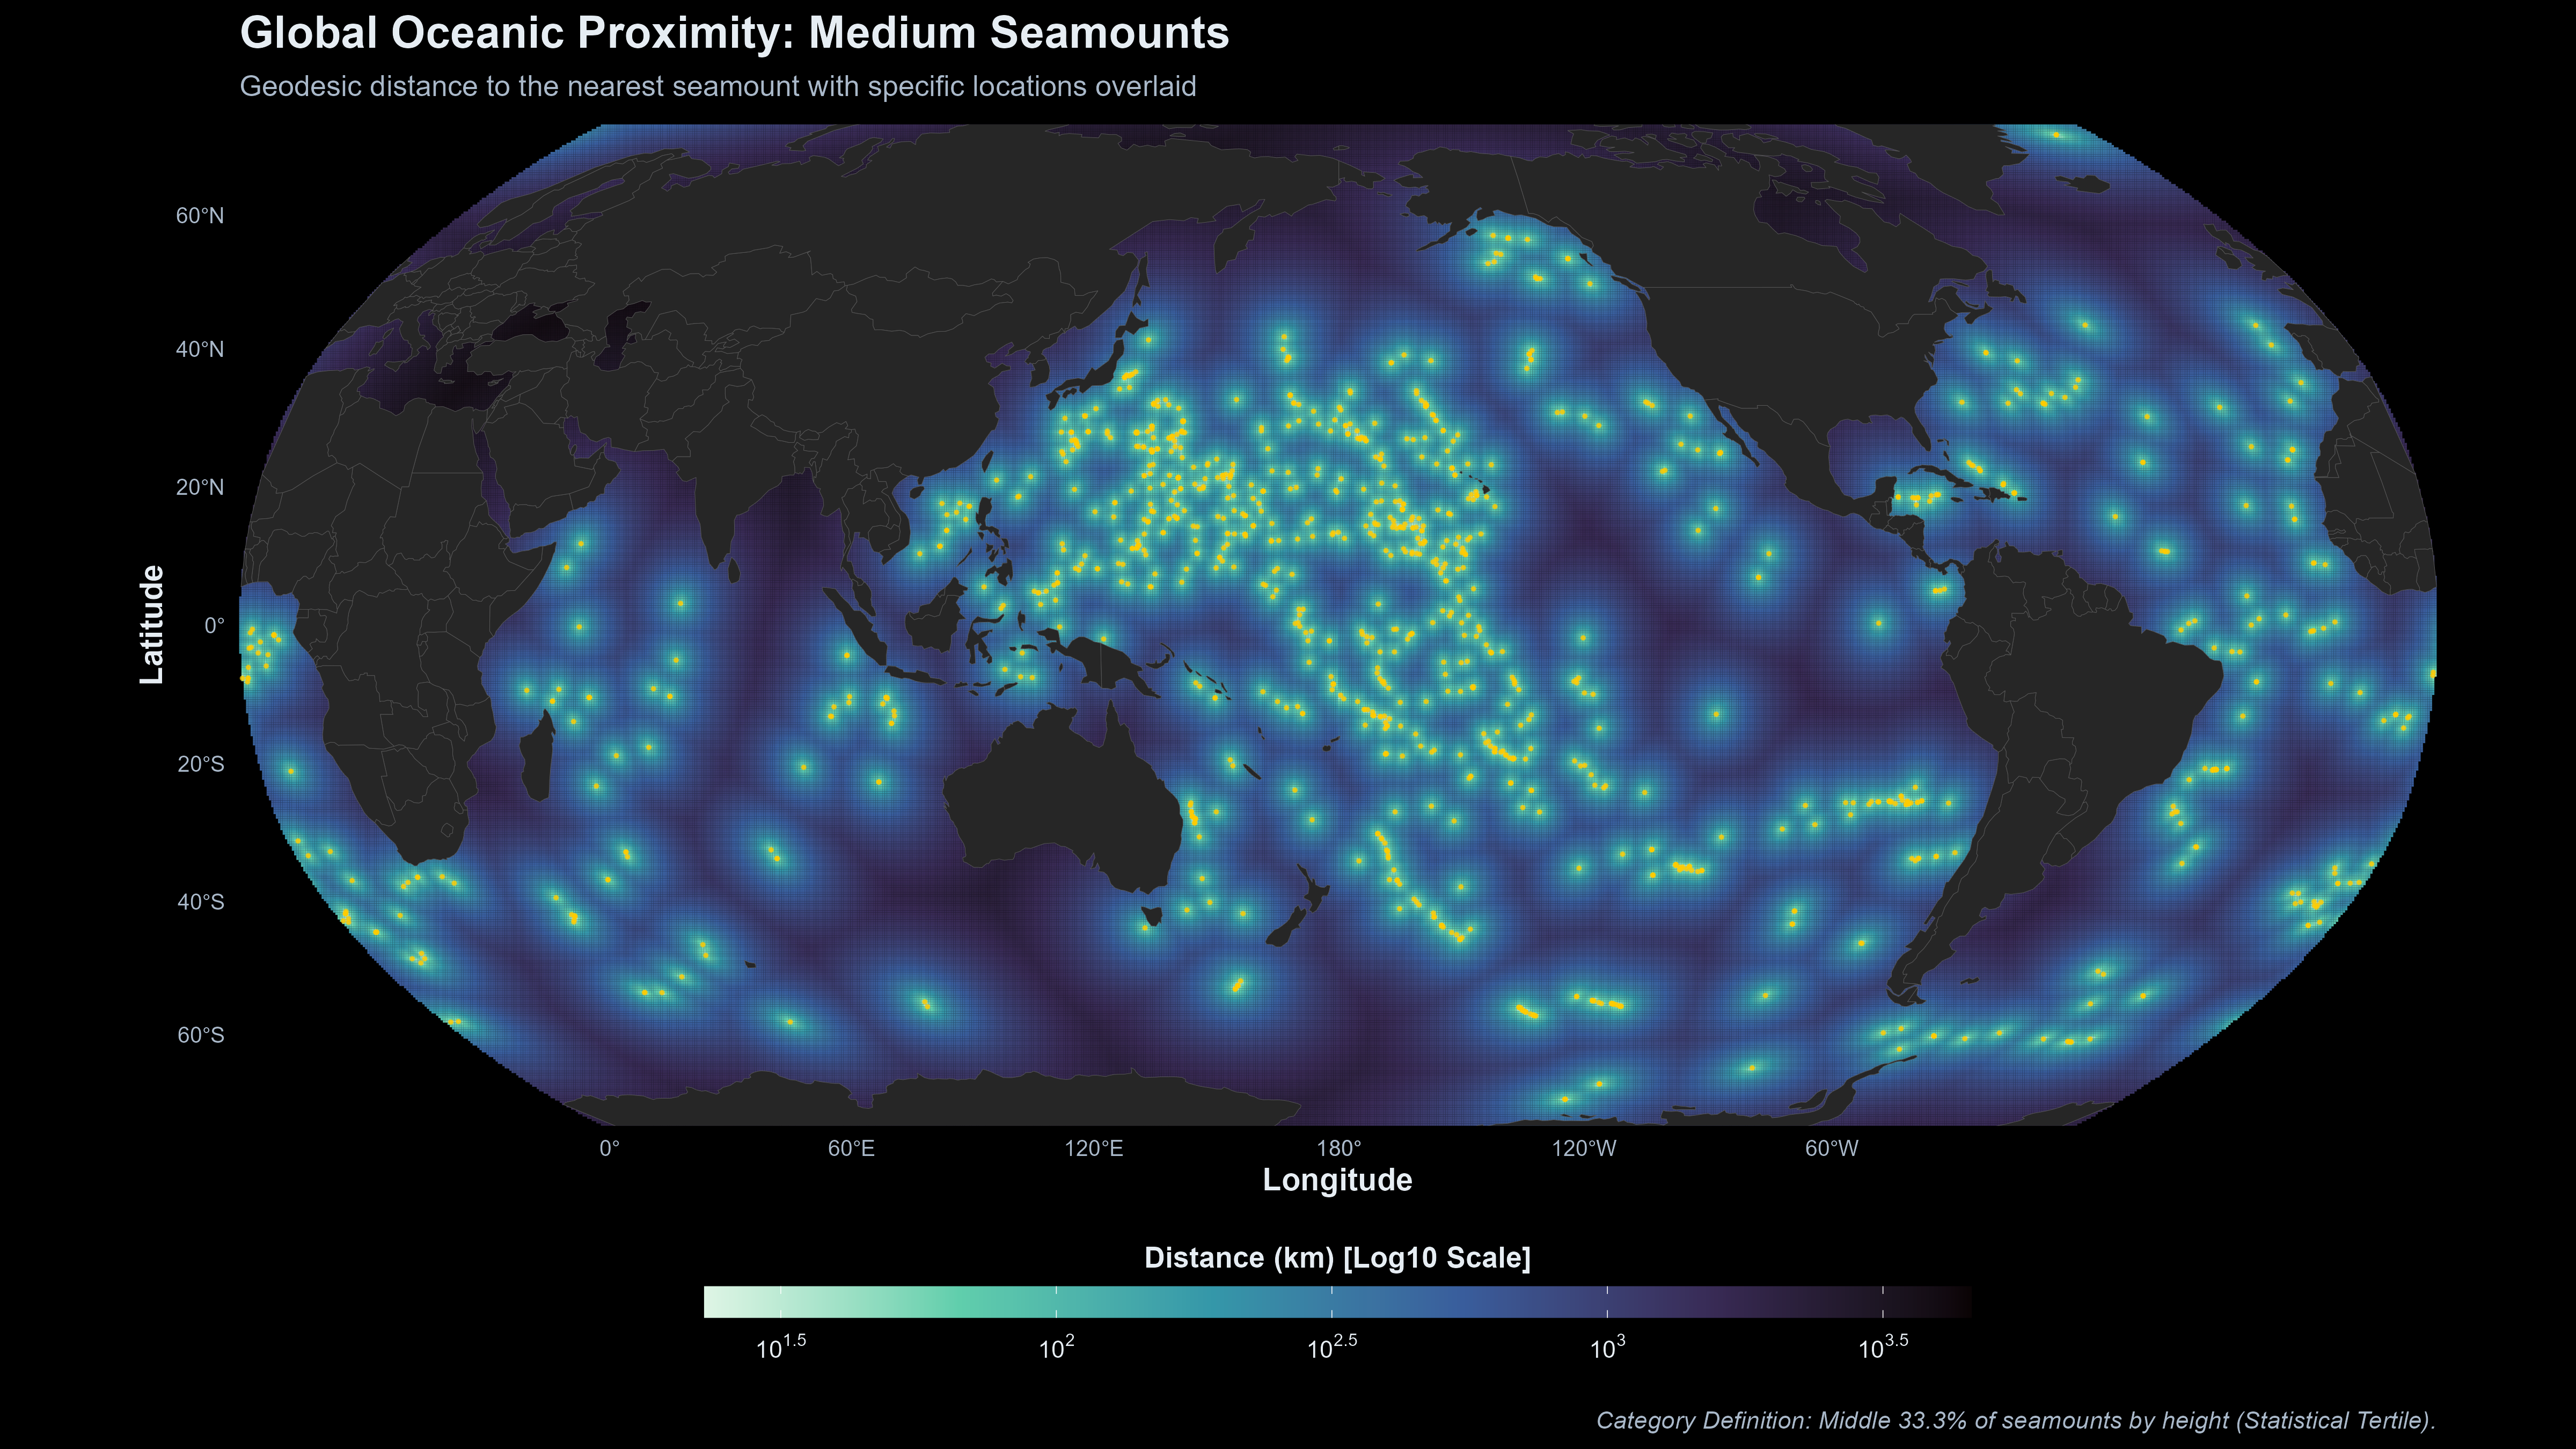 Global Oceanic Proximity: Medium Seamounts
Geodesic distance to the nearest seamount with specific locations overlaid
60°N
40°N
20°N
0°
20°S
40°S
60°S
Latitude
0° 60°E 120°E 180° 120°W 60°W
Longitude
Distance (km) [Log10 Scale]
10^1.5 10^2 10^2.5 10^3 10^3.5
Category Definition: Middle 33.3% of seamounts by height (Statistical Tertile).